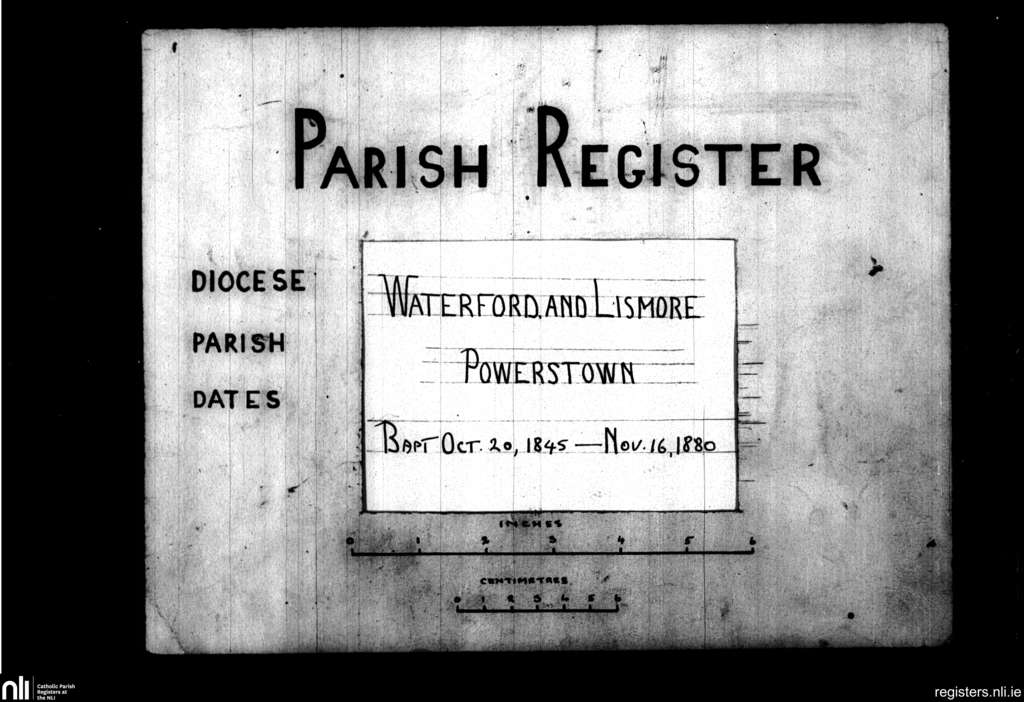 PARISH REGISTER
DIOCESE
WATERFORD AND LISMORE
PARISH
POWERSTOWN
DATES
BAPT OCT. 20, 1845 — NOV. 16, 1880
INCHES
0 1 2 3 4 5 6
CENTIMETRES
0 1 2 3 4 5 6
nli
Catholic Parish
Registers at
the NLI
registers.nli.ie